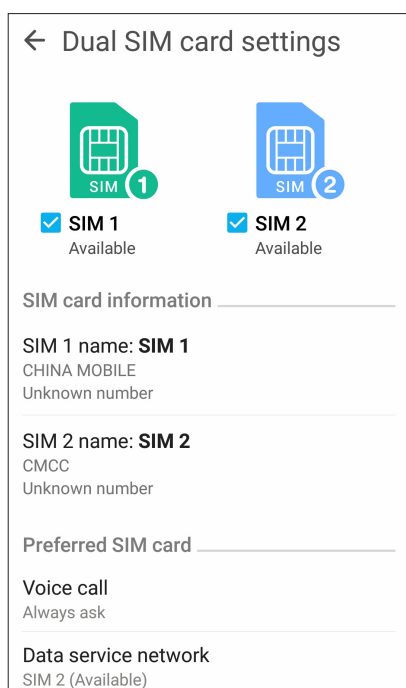 Dual SIM card settings
SIM 1
SIM 2
SIM 1
SIM 2
Available
Available
SIM card information
SIM 1 name: SIM 1
CHINA MOBILE
Unknown number
SIM 2 name: SIM 2
CMCC
Unknown number
Preferred SIM card
Voice call
Always ask
Data service network
SIM 2 (Available)